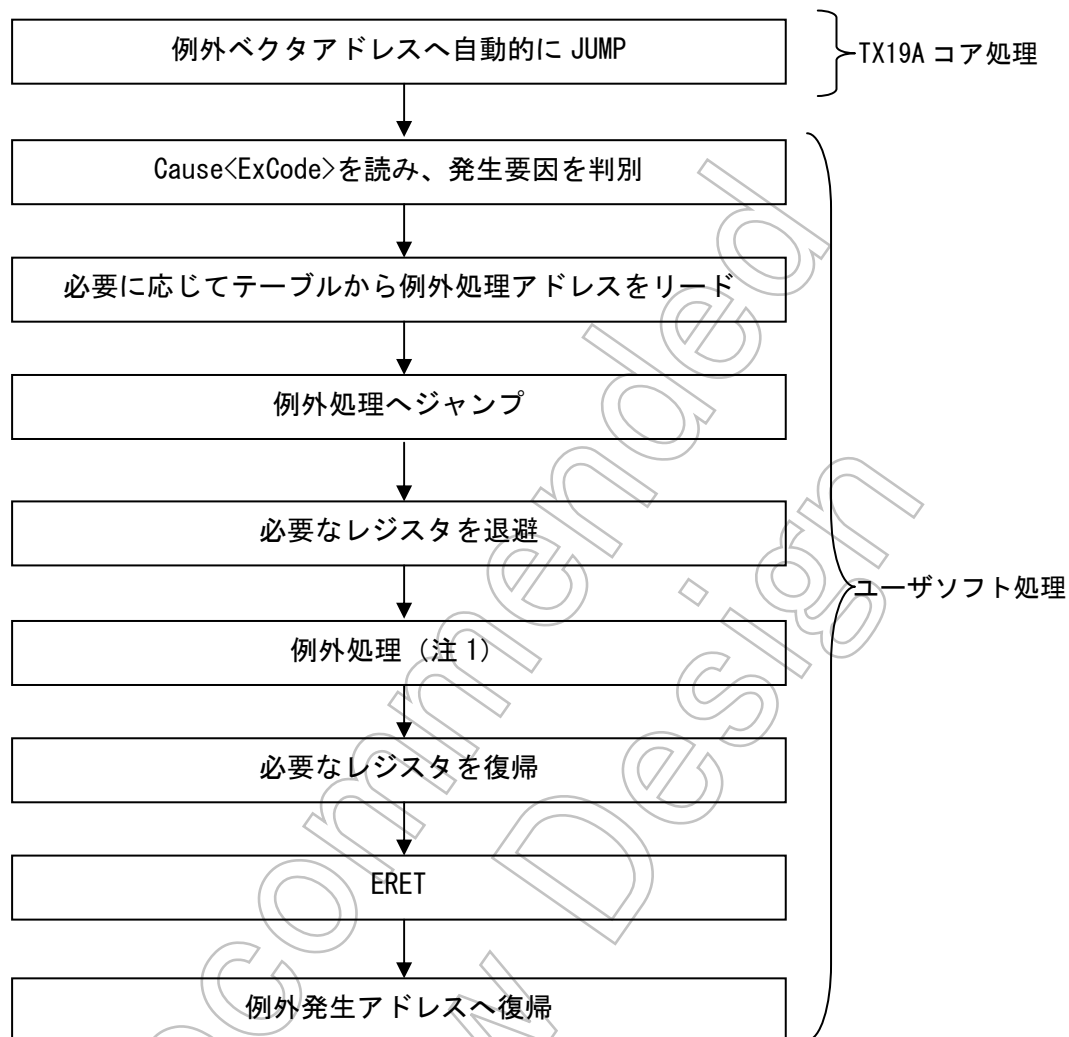 例外ベクタアドレスへ自動的に JUMP
TX19A コア処理
Cause<ExCode>を読み、発生要因を判別
必要に応じてテーブルから例外処理アドレスをリード
例外処理へジャンプ
必要なレジスタを退避
ユーザソフト処理
例外処理（注 1）
必要なレジスタを復帰
ERET
例外発生アドレスへ復帰
commended
w Design